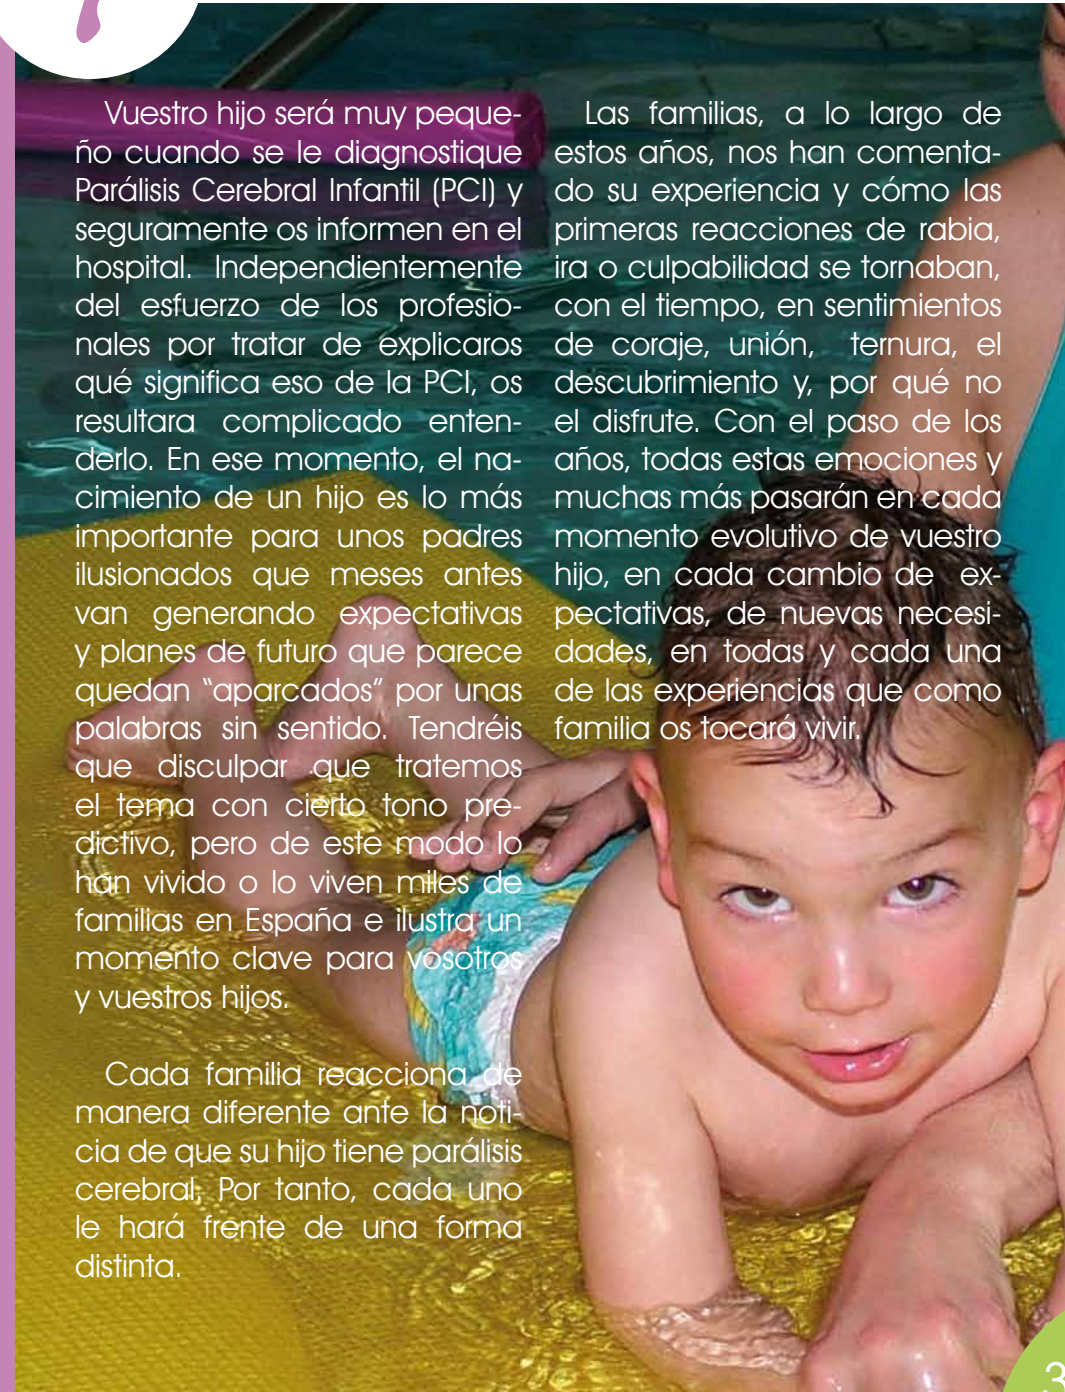 Vuestro hijo será muy peque-
ño cuando se le diagnostique
Parálisis Cerebral Infantil (PCI) y
seguramente os informen en el
hospital. Independientemente
del esfuerzo de los profesio-
nales por tratar de explicaros
qué significa eso de la PCI, os
resultara complicado enten-
derlo. En ese momento, el na-
cimiento de un hijo es lo más
importante para unos padres
ilusionados que meses antes
van generando expectativas
y planes de futuro que parece
quedan “aparcados” por unas
palabras sin sentido. Tendréis
que disculpar que tratemos
el tema con cierto tono pre-
dictivo, pero de este modo lo
han vivido o lo viven miles de
familias en España e ilustra un
momento clave para vosotros
y vuestros hijos.
Cada familia reacciona de
manera diferente ante la noti-
cia de que su hijo tiene parálisis
cerebral. Por tanto, cada uno
le hará frente de una forma
distinta.
Las familias, a lo largo de
estos años, nos han comenta-
do su experiencia y cómo las
primeras reacciones de rabia,
ira o culpabilidad se tornaban,
con el tiempo, en sentimientos
de coraje, unión, ternura, el
descubrimiento y, por qué no
el disfrute. Con el paso de los
años, todas estas emociones y
muchas más pasarán en cada
momento evolutivo de vuestro
hijo, en cada cambio de ex-
pectativas, de nuevas necesi-
dades, en todas y cada una
de las experiencias que como
familia os tocará vivir.
3